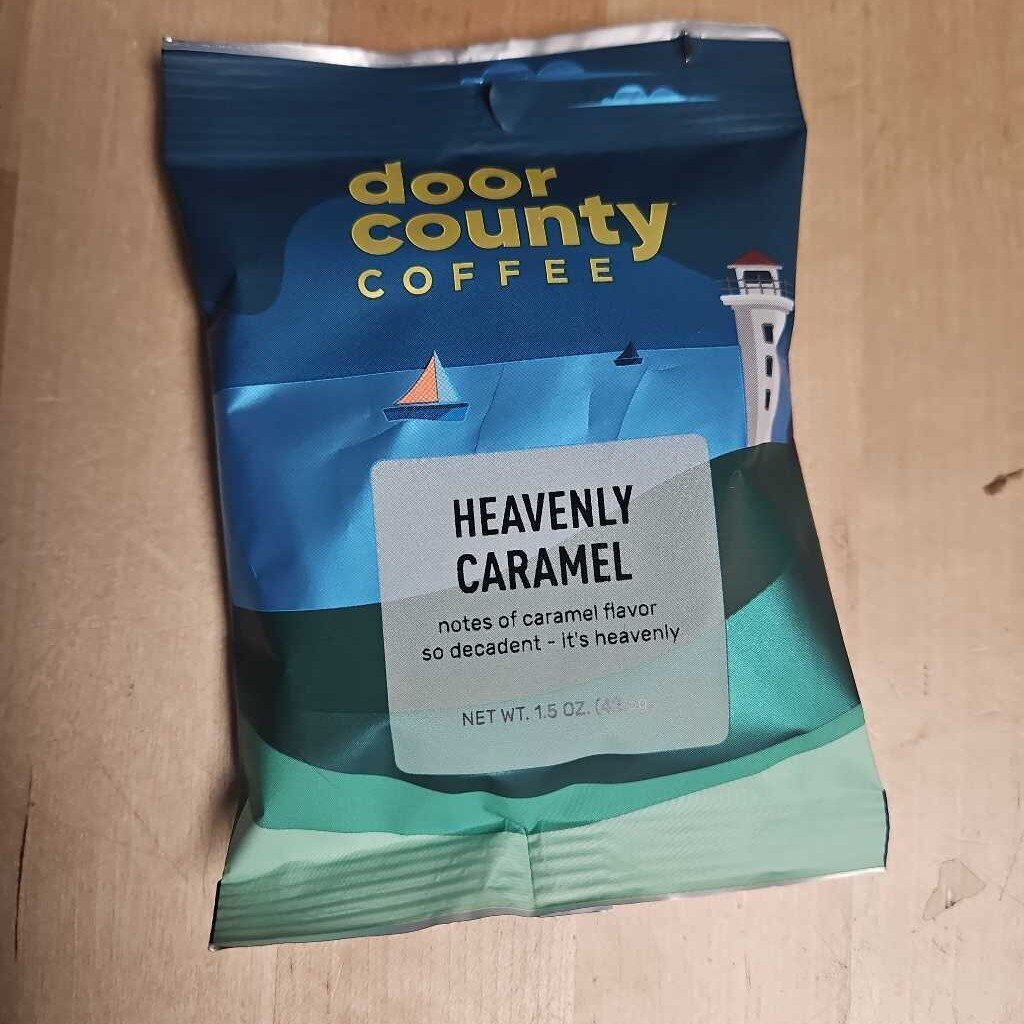 door
county
COFFEE
HEAVENLY
CARAMEL
notes of caramel flavor
so decadent - it's heavenly
NET WT. 1.5 OZ.